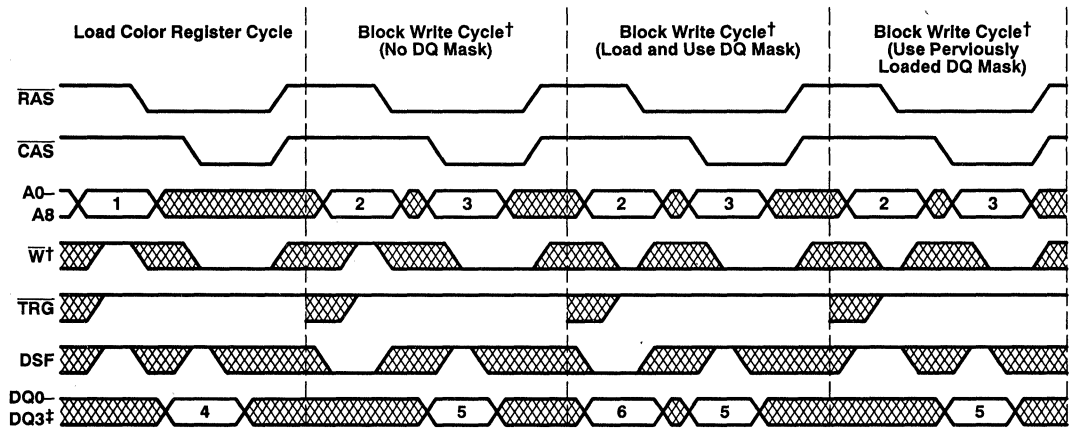 Load Color Register Cycle
Block Write Cycle†
(No DQ Mask)
Block Write Cycle†
(Load and Use DQ Mask)
Block Write Cycle†
(Use Perviously
Loaded DQ Mask)
RAS
CAS
A0–
A8
1
2
3
2
3
2
3
W†
TRG
DSF
DQ0–
DQ3‡
4
5
6
5
5